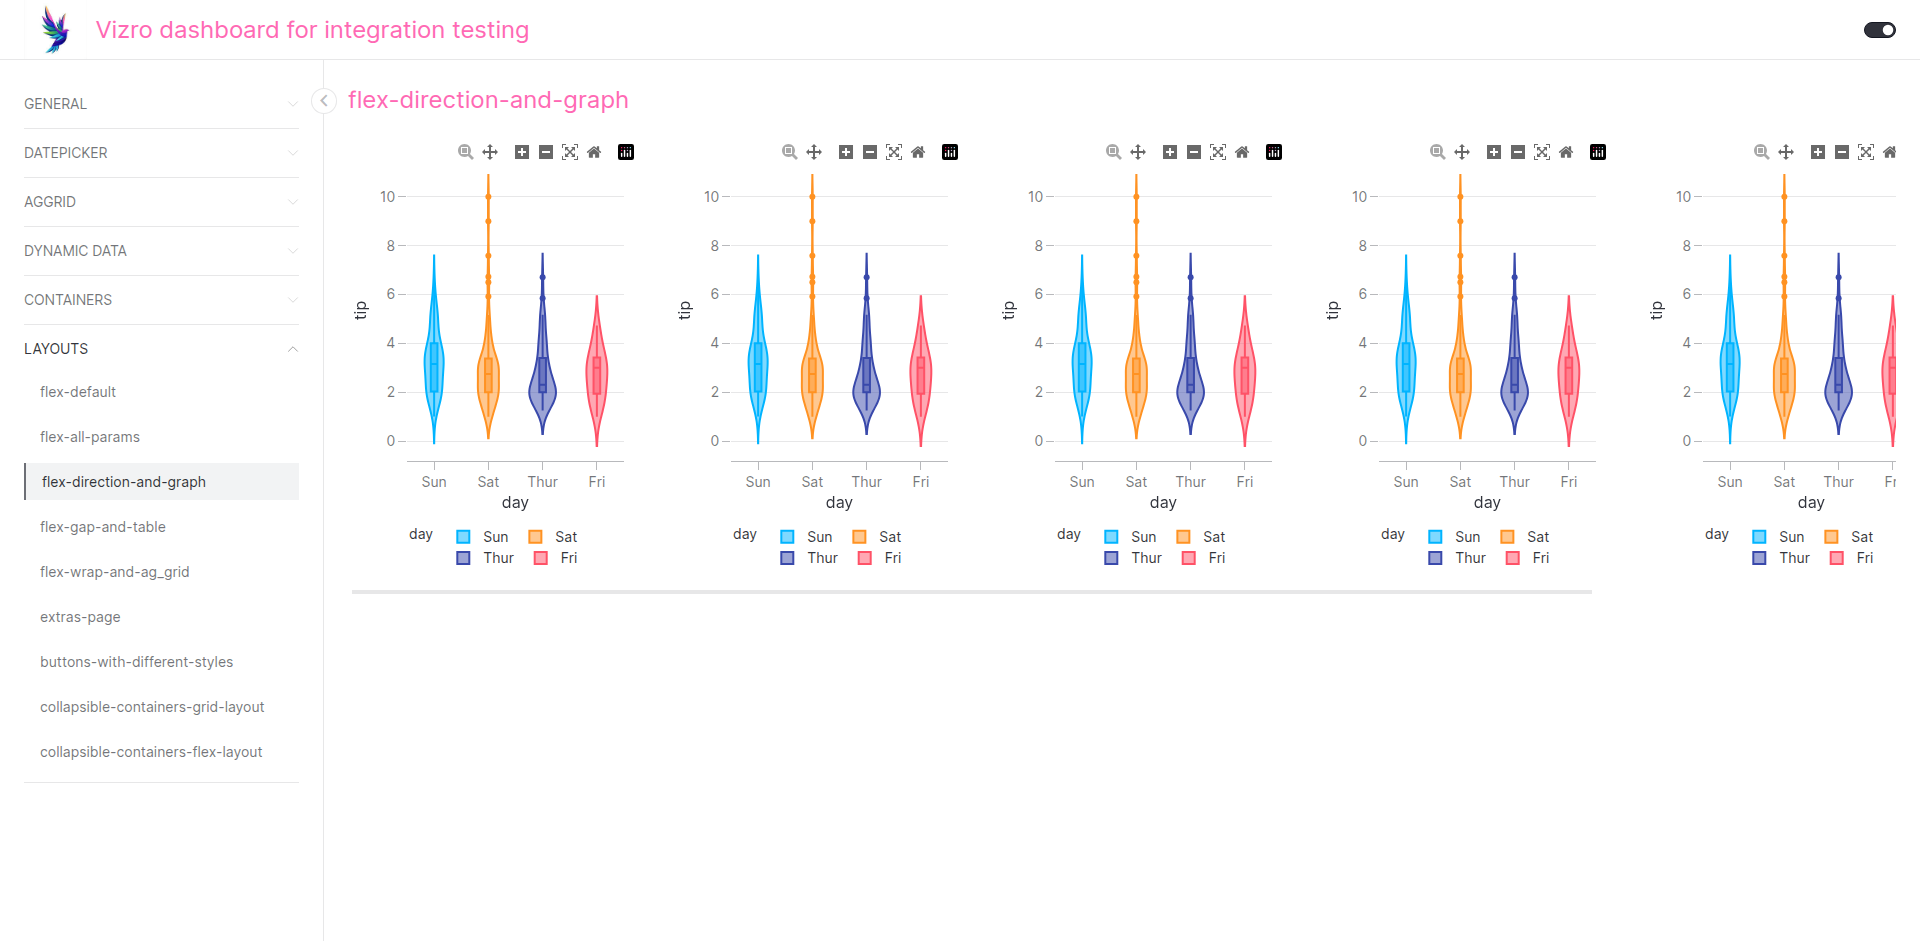 Vizro dashboard for integration testing
GENERAL
DATEPICKER
AGGRID
DYNAMIC DATA
CONTAINERS
LAYOUTS
flex-default
flex-all-params
flex-direction-and-graph
flex-gap-and-table
flex-wrap-and-ag_grid
extras-page
buttons-with-different-styles
collapsible-containers-grid-layout
collapsible-containers-flex-layout
flex-direction-and-graph
10
8
6
4
2
0
tip
Sun Sat Thur Fri
day
day Sun Sat
Thur Fri
10
8
6
4
2
0
tip
Sun Sat Thur Fri
day
day Sun Sat
Thur Fri
10
8
6
4
2
0
tip
Sun Sat Thur Fri
day
day Sun Sat
Thur Fri
10
8
6
4
2
0
tip
Sun Sat Thur Fri
day
day Sun Sat
Thur Fri
10
8
6
4
2
0
tip
Sun Sat Thur Fr
day
day Sun Sat
Thur Fri